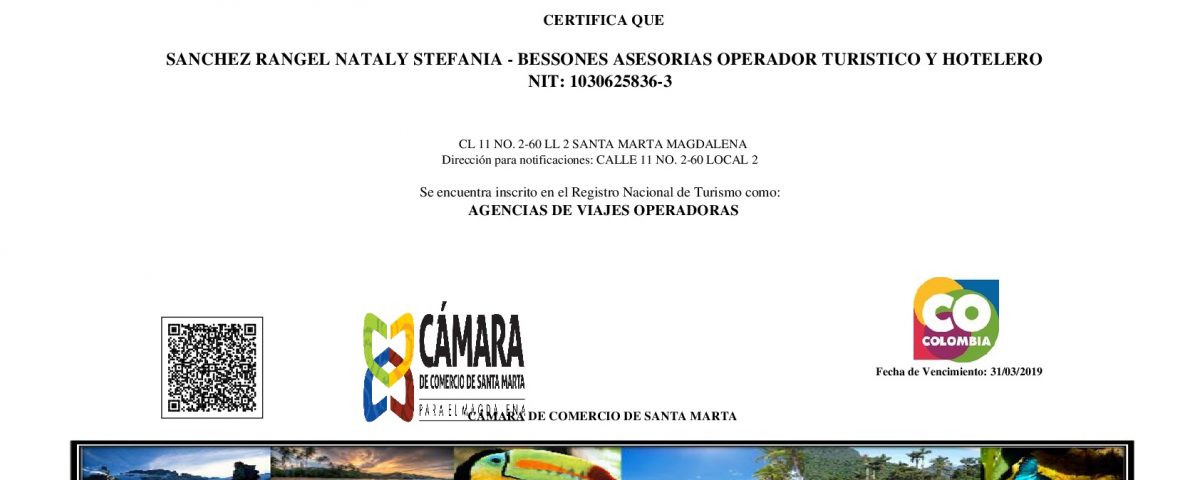 CERTIFICA QUE
SANCHEZ RANGEL NATALY STEFANIA - BESSONES ASESORIAS OPERADOR TURISTICO Y HOTELERO
NIT: 1030625836-3
CL 11 NO. 2-60 LL 2 SANTA MARTA MAGDALENA
Dirección para notificaciones: CALLE 11 NO. 2-60 LOCAL 2
Se encuentra inscrito en el Registro Nacional de Turismo como:
AGENCIAS DE VIAJES OPERADORAS
CO
COLOMBIA
CÁMARA
DE COMERCIO DE SANTA MARTA
PARA EL MAGDALENA
Fecha de Vencimiento: 31/03/2019
CAMARA DE COMERCIO DE SANTA MARTA